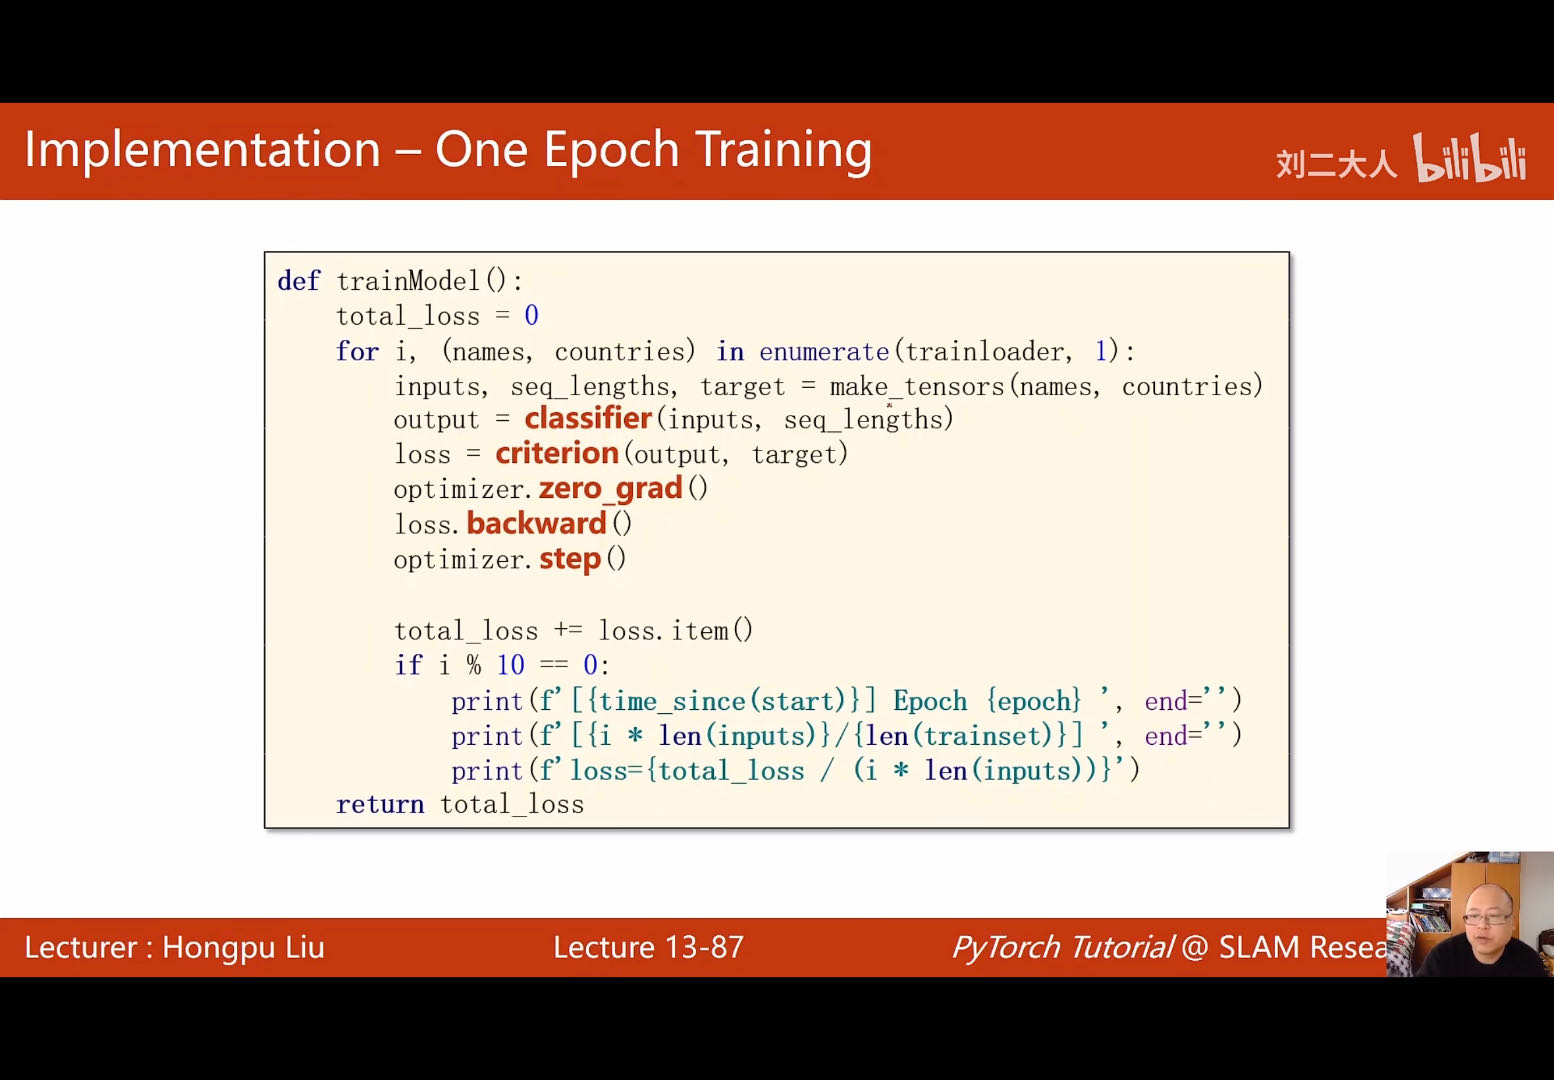 Implementation – One Epoch Training
刘二大人 bilibili
def trainModel():
total_loss = 0
for i, (names, countries) in enumerate(trainloader, 1):
inputs, seq_lengths, target = make_tensors(names, countries)
output = classifier(inputs, seq_lengths)
loss = criterion(output, target)
optimizer.zero_grad()
loss.backward()
optimizer.step()
total_loss += loss.item()
if i % 10 == 0:
print(f'[{time_since(start)}] Epoch {epoch} ', end='')
print(f'[{i * len(inputs)}/{len(trainset)}] ', end='')
print(f'loss={total_loss / (i * len(inputs))}')
return total_loss
Lecturer : Hongpu Liu
Lecture 13-87
PyTorch Tutorial @ SLAM Resea